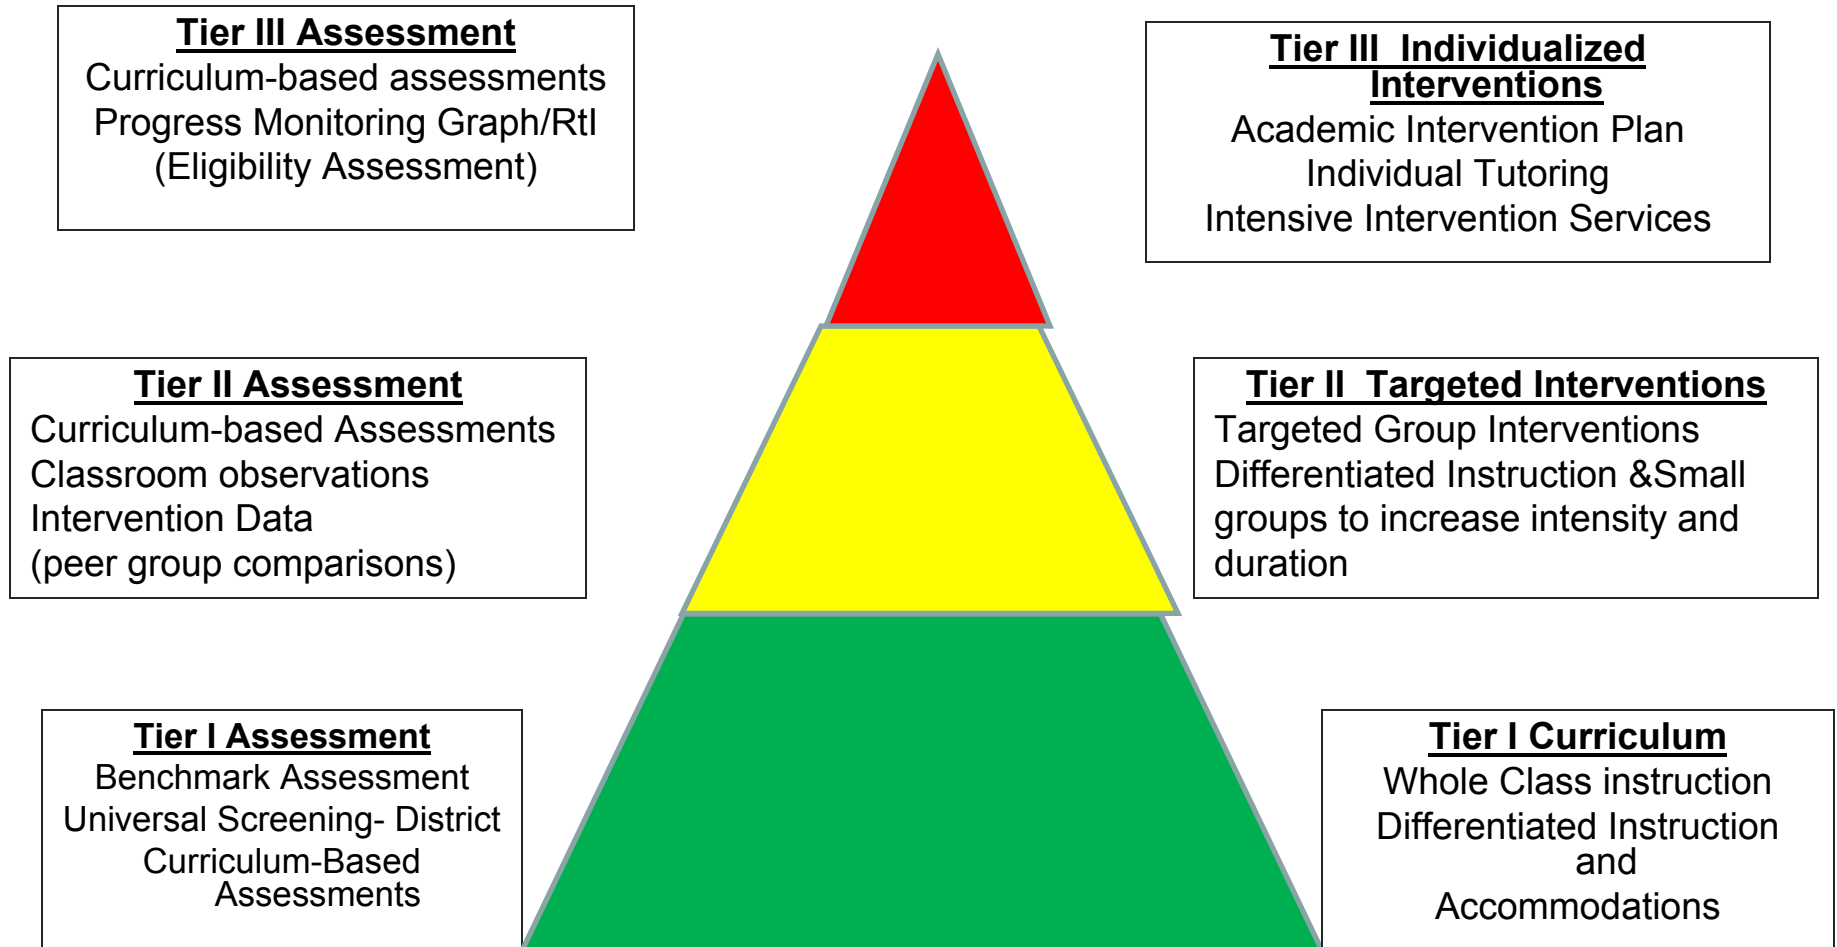 Tier III Assessment
Curriculum-based assessments
Progress Monitoring Graph/RtI
(Eligibility Assessment)
Tier III  Individualized
Interventions
Academic Intervention Plan
Individual Tutoring
Intensive Intervention Services
Tier II Assessment
Curriculum-based Assessments
Classroom observations
Intervention Data
(peer group comparisons)
Tier II  Targeted Interventions
Targeted Group Interventions
Differentiated Instruction &Small
groups to increase intensity and
duration
Tier I Assessment
Benchmark Assessment
Universal Screening- District
Curriculum-Based
Assessments
Tier I Curriculum
Whole Class instruction
Differentiated Instruction
and
Accommodations